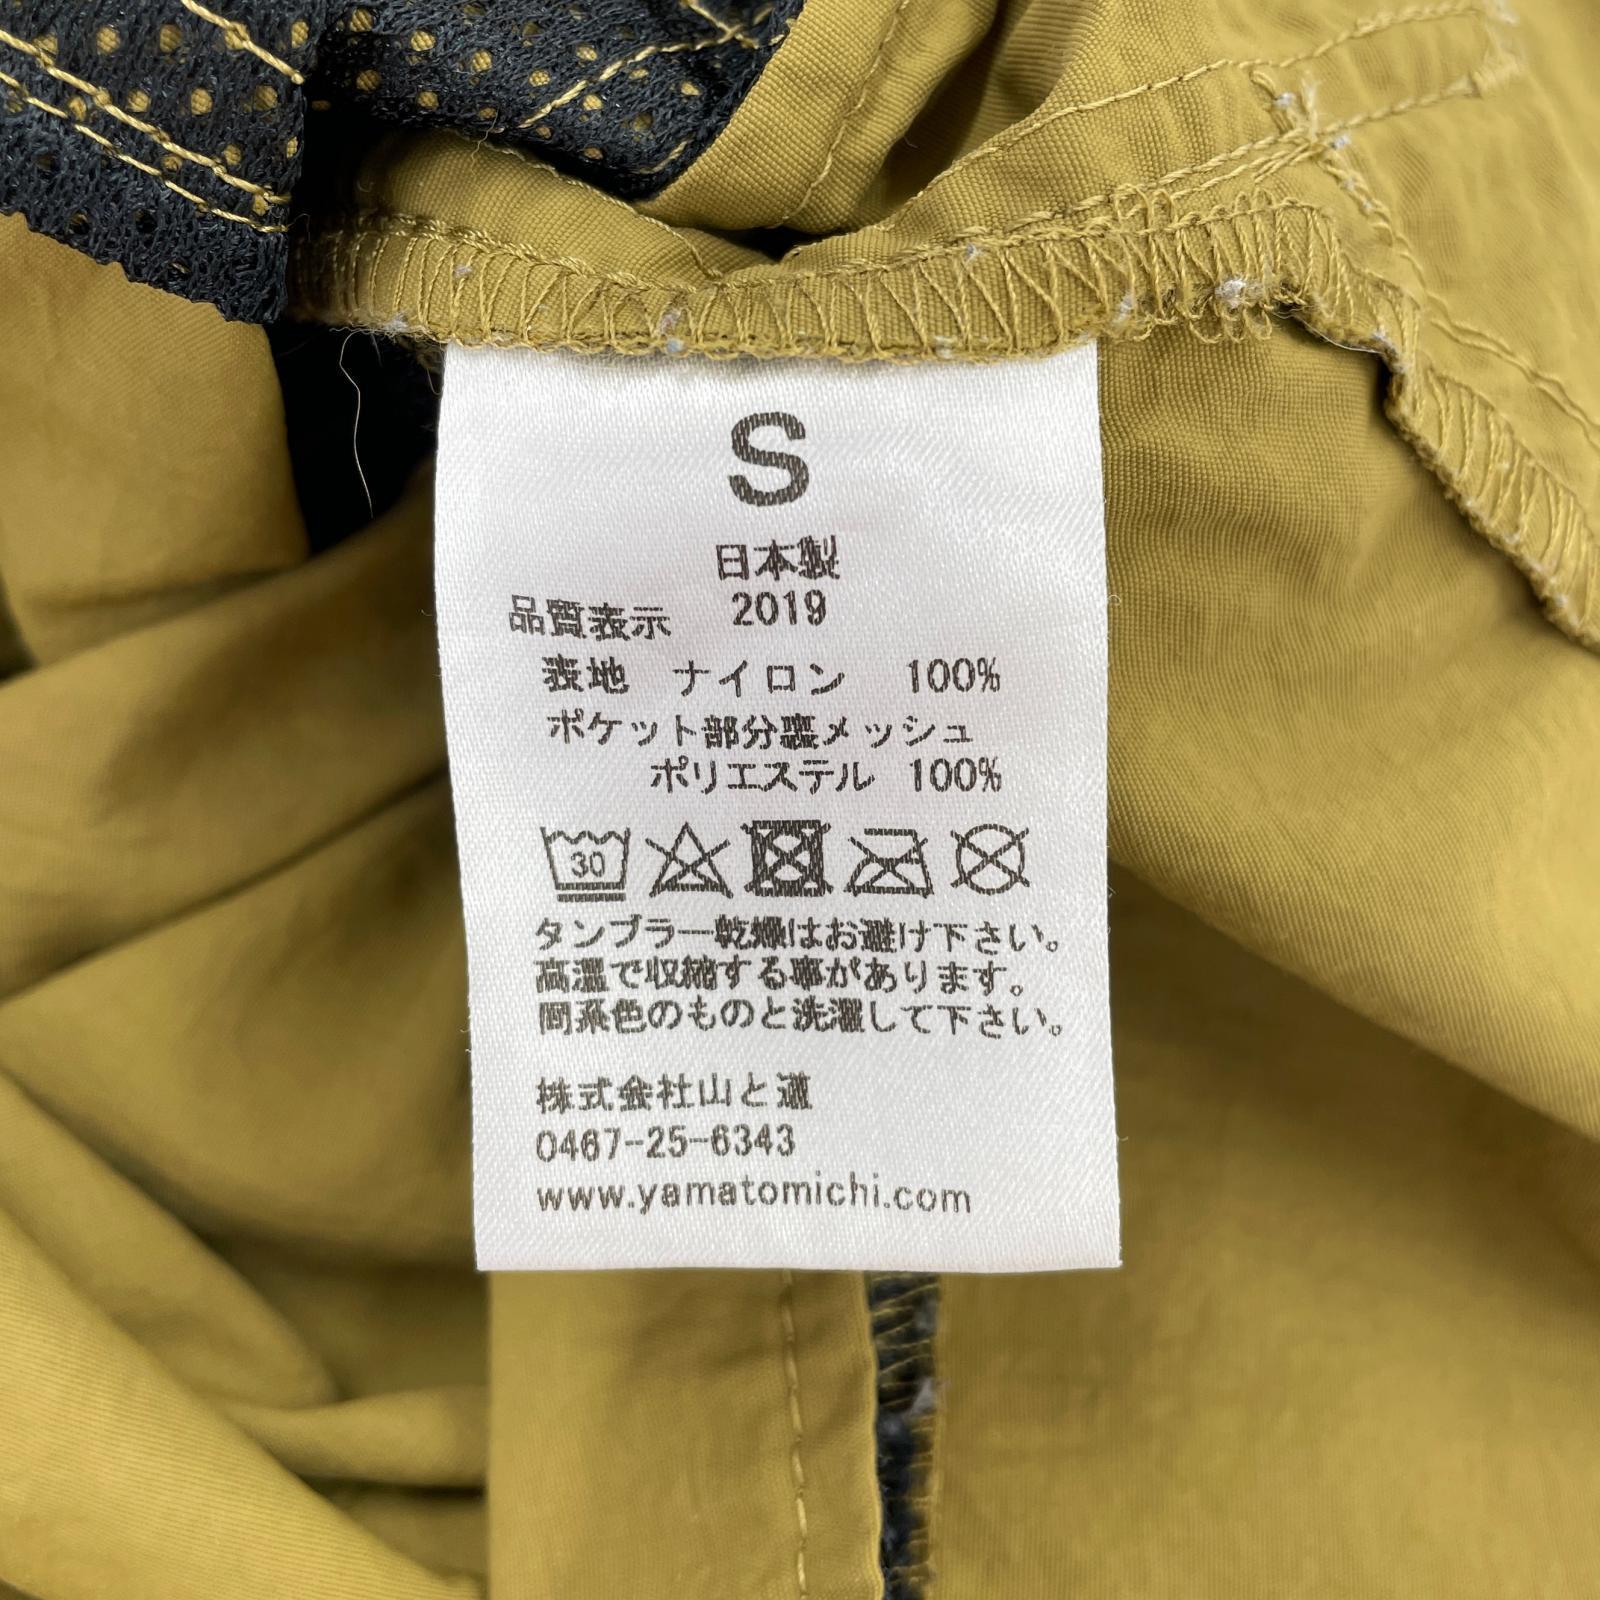 S
日本製
品質表示 2019
表地 ナイロン 100%
ポケット部分裏メッシュ
ポリエステル 100%
30
タンブラー乾燥はお避け下さい。
高温で収縮する事があります。
同系色のものと洗濯して下さい。
株式会社山と道
0467-25-6343
www.yamatomichi.com